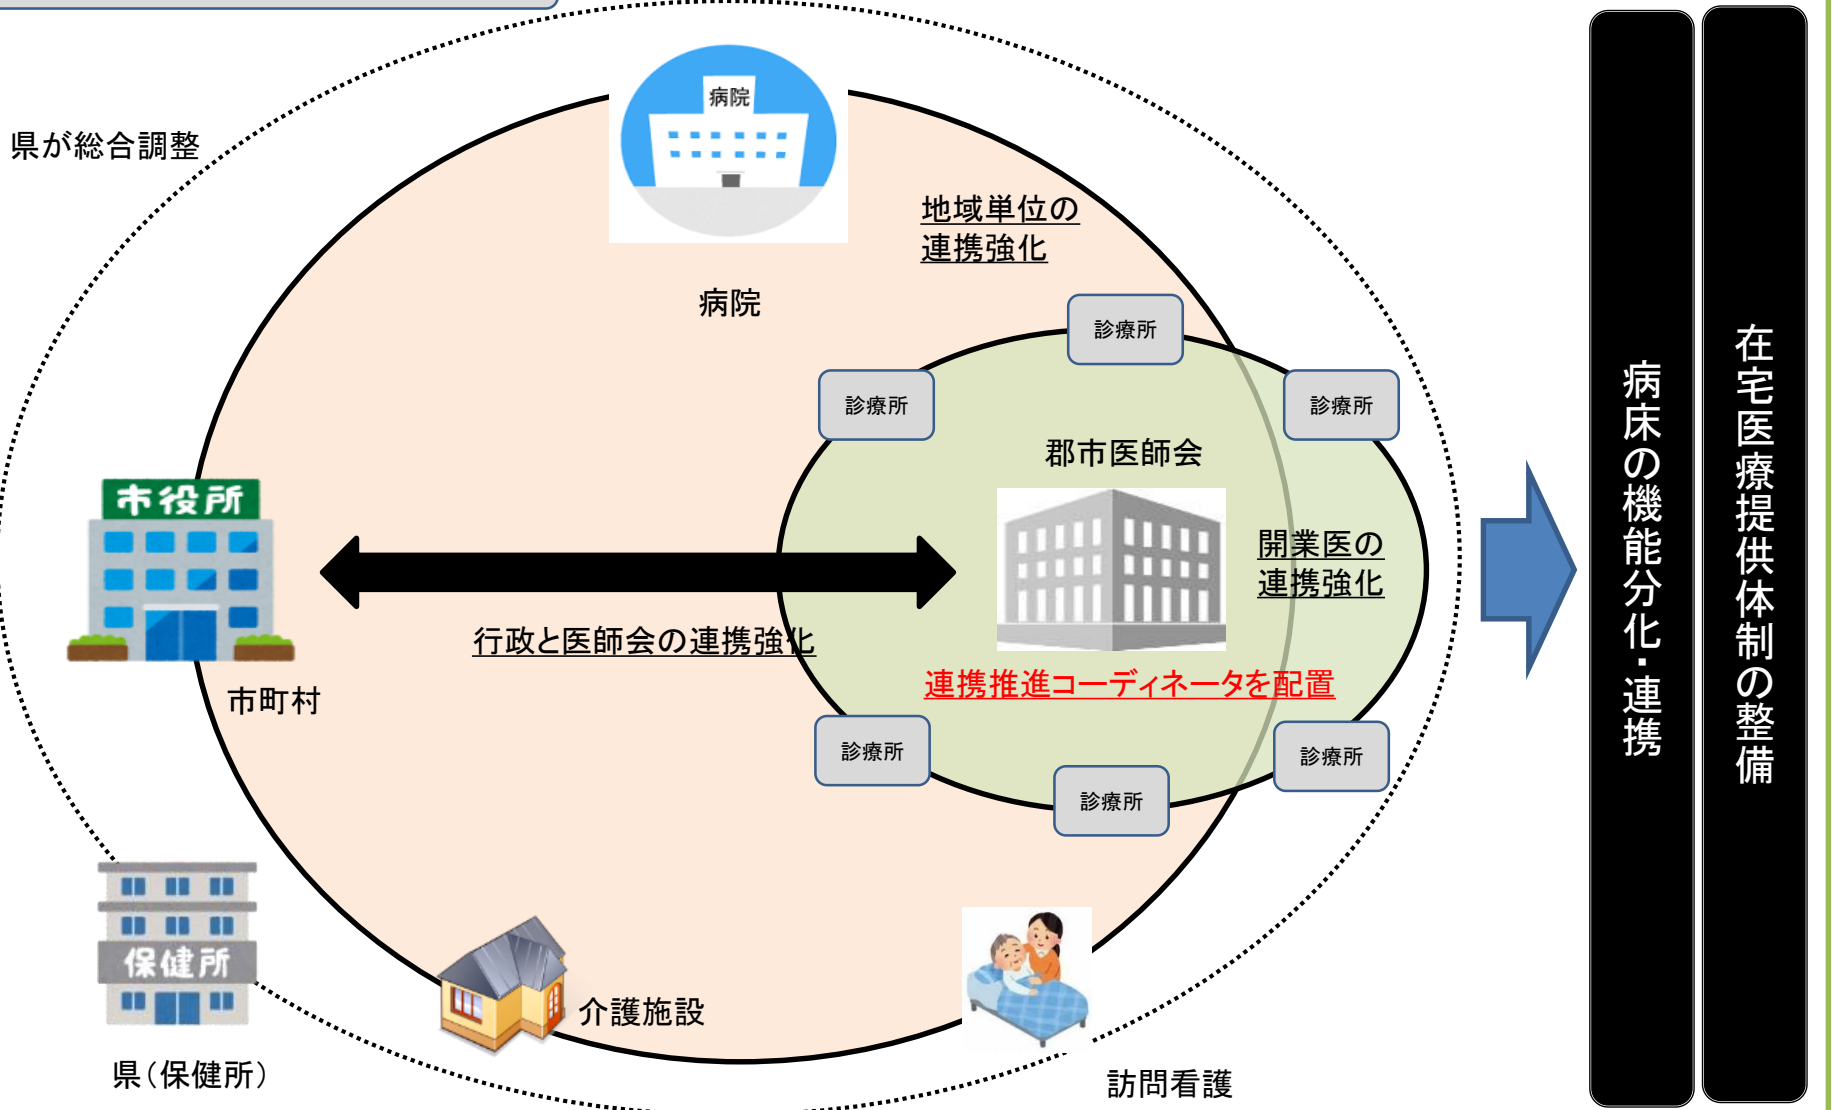 県が総合調整
病院
地域単位の
連携強化
病院
診療所
診療所
診療所
郡市医師会
市役所
開業医の
連携強化
行政と医師会の連携強化
連携推進コーディネータを配置
市町村
診療所
診療所
診療所
保健所
介護施設
県（保健所）
訪問看護
病床の機能分化・連携
在宅医療提供体制の整備